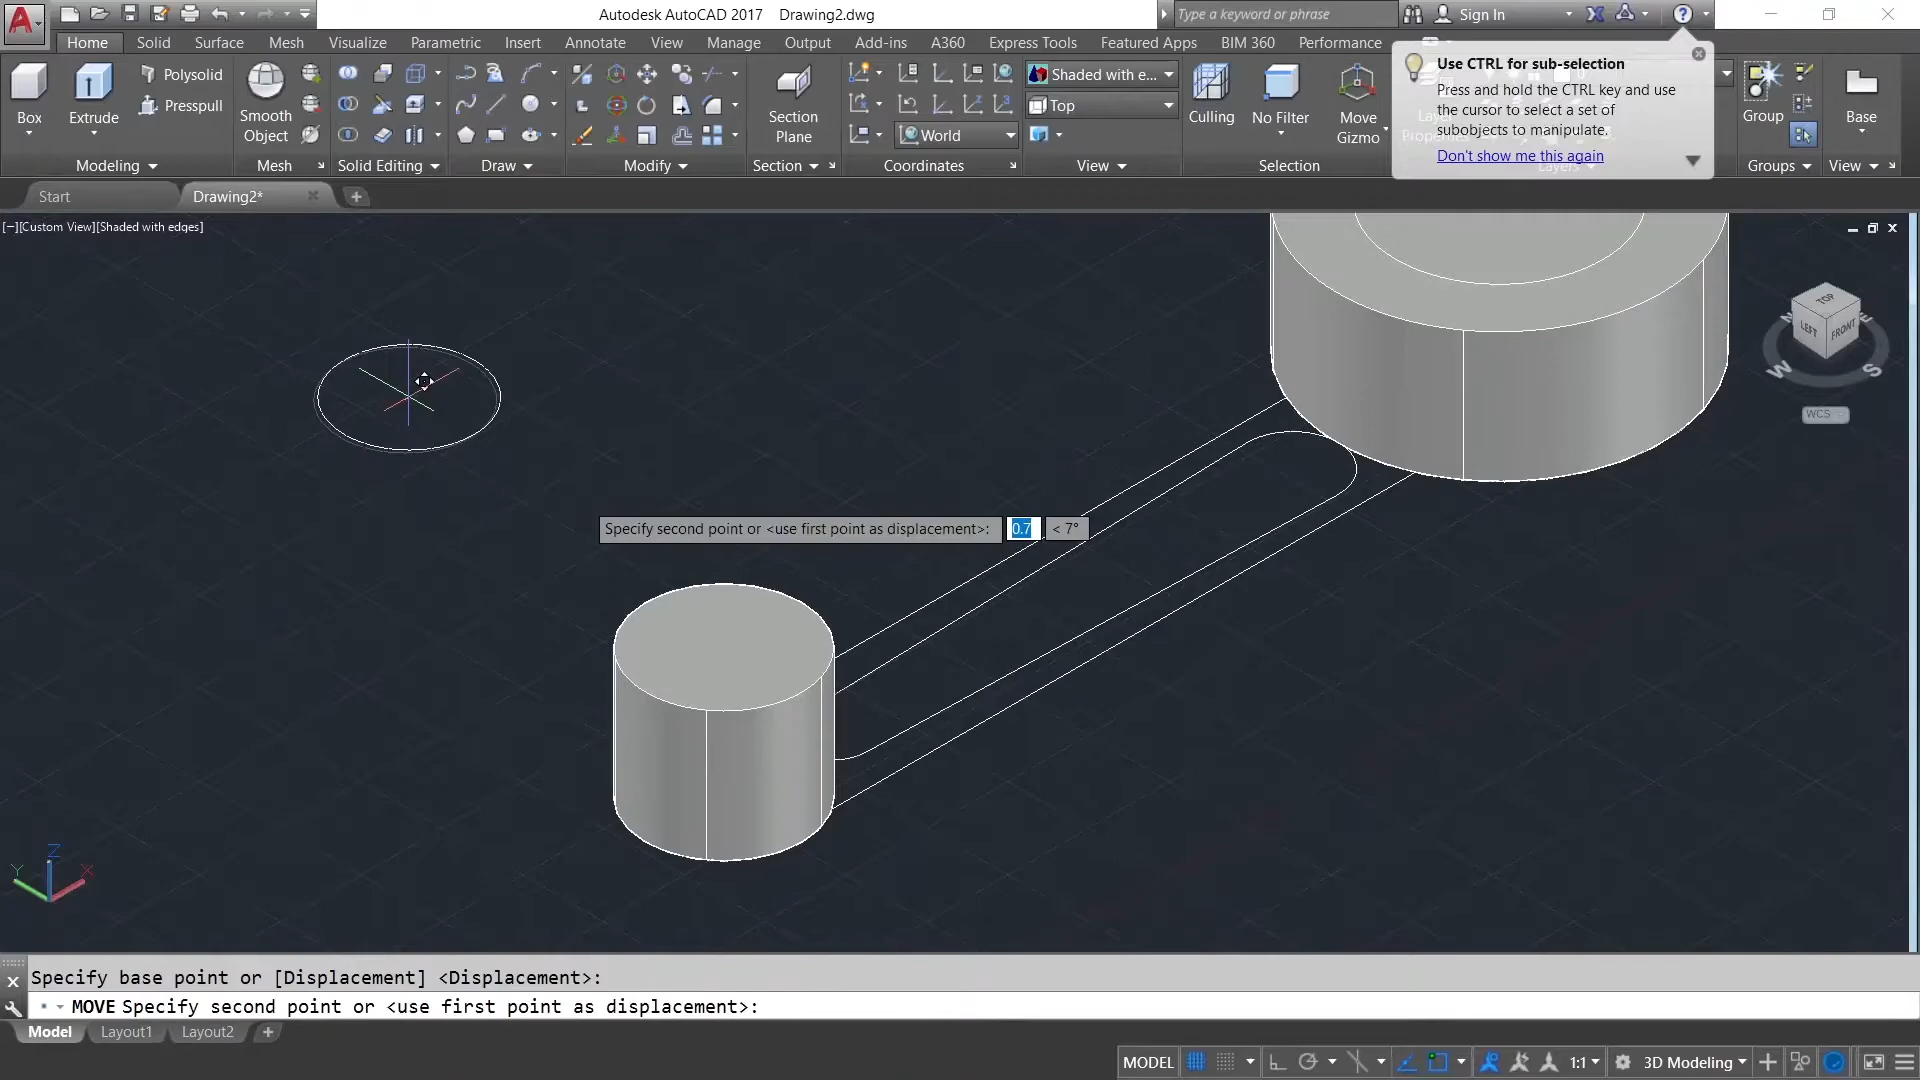 Autodesk AutoCAD 2017 Drawing2.dwg
Type a keyword or phrase
Sign In
Home Solid Surface Mesh Visualize Parametric Insert Annotate View Manage Output Add-ins A360 Express Tools Featured Apps BIM 360 Performance
Use CTRL for sub-selection
Press and hold the CTRL key and use
the cursor to select a set of
subobjects to manipulate.
Don't show me this again
Polysolid
Presspull
Box
Extrude
Smooth
Object
Section
Plane
Shaded with e...
Top
World
Culling
No Filter
Move
Gizmo
Group
Base
Modeling
Mesh
Solid Editing
Draw
Modify
Section
Coordinates
View
Selection
Layers
Groups
View
Start
Drawing2*
[−][Custom View][Shaded with edges]
TOP
LEFT
FRONT
W
S
E
WCS
Specify second point or <use first point as displacement>: 0.7 < 7°
Z
Y
X
Specify base point or [Displacement] <Displacement>:
MOVE Specify second point or <use first point as displacement>:
Model Layout1 Layout2
MODEL
1:1
3D Modeling